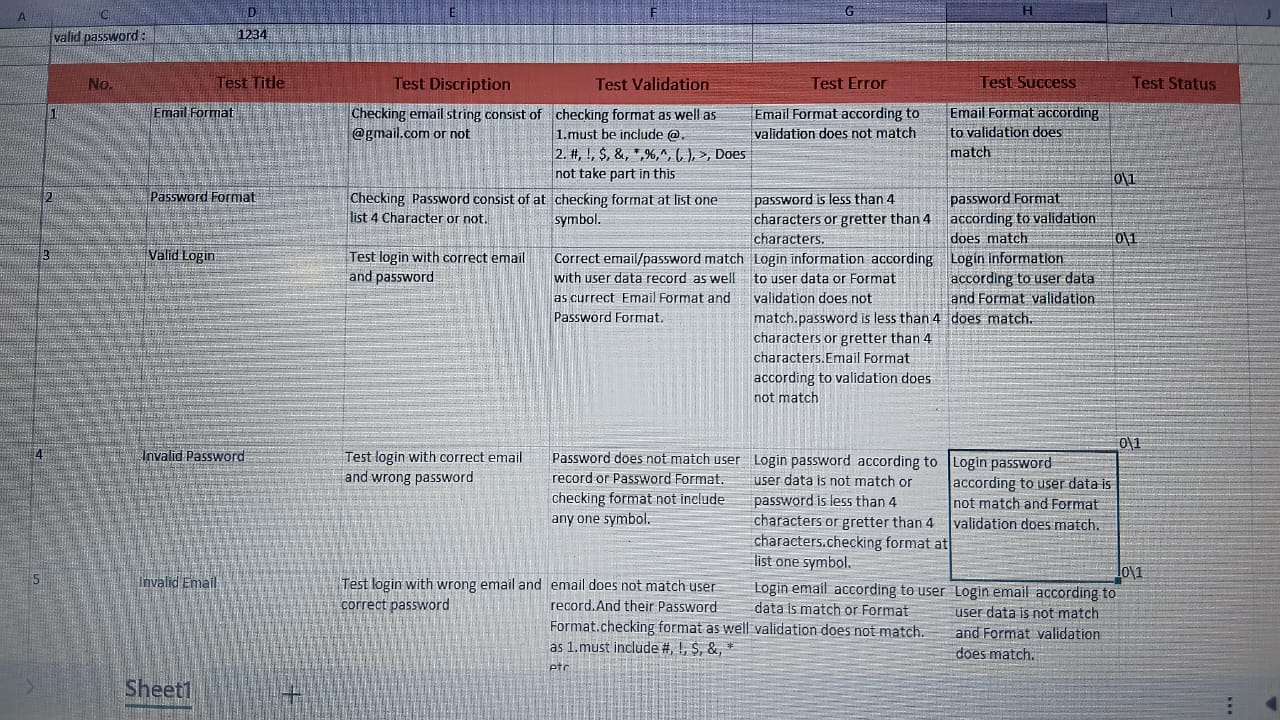 A C D E F G H I J
valid password : 1234
No. Test Title Test Discription Test Validation Test Error Test Success Test Status
1
Email Format
Checking email string consist of
@gmail.com or not
checking format as well as
1.must be include @.
2. #, !, $, &, *,%,^, (, ), >, Does
not take part in this
Email Format according to
validation does not match
Email Format according
to validation does
match
0\1
2
Password Format
Checking Password consist of at
list 4 Character or not.
checking format at list one
symbol.
password is less than 4
characters or gretter than 4
characters.
password Format
according to validation
does match
0\1
3
Valid Login
Test login with correct email
and password
Correct email/password match
with user data record as well
as currect Email Format and
Password Format.
Login information according
to user data or Format
validation does not
match.password is less than 4
characters or gretter than 4
characters.Email Format
according to validation does
not match
Login information
according to user data
and Format validation
does match.
0\1
4
Invalid Password
Test login with correct email
and wrong password
Password does not match user
record or Password Format.
checking format not include
any one symbol.
Login password according to
user data is not match or
password is less than 4
characters or gretter than 4
characters.checking format at
list one symbol.
Login password
according to user data is
not match and Format
validation does match.
0\1
5
Invalid Email
Test login with wrong email and
correct password
email does not match user
record.And their Password
Format.checking format as well
as 1.must include #, !, $, &, *
etc
Login email according to user
data is match or Format
validation does not match.
Login email according to
user data is not match
and Format validation
does match.
Sheet1